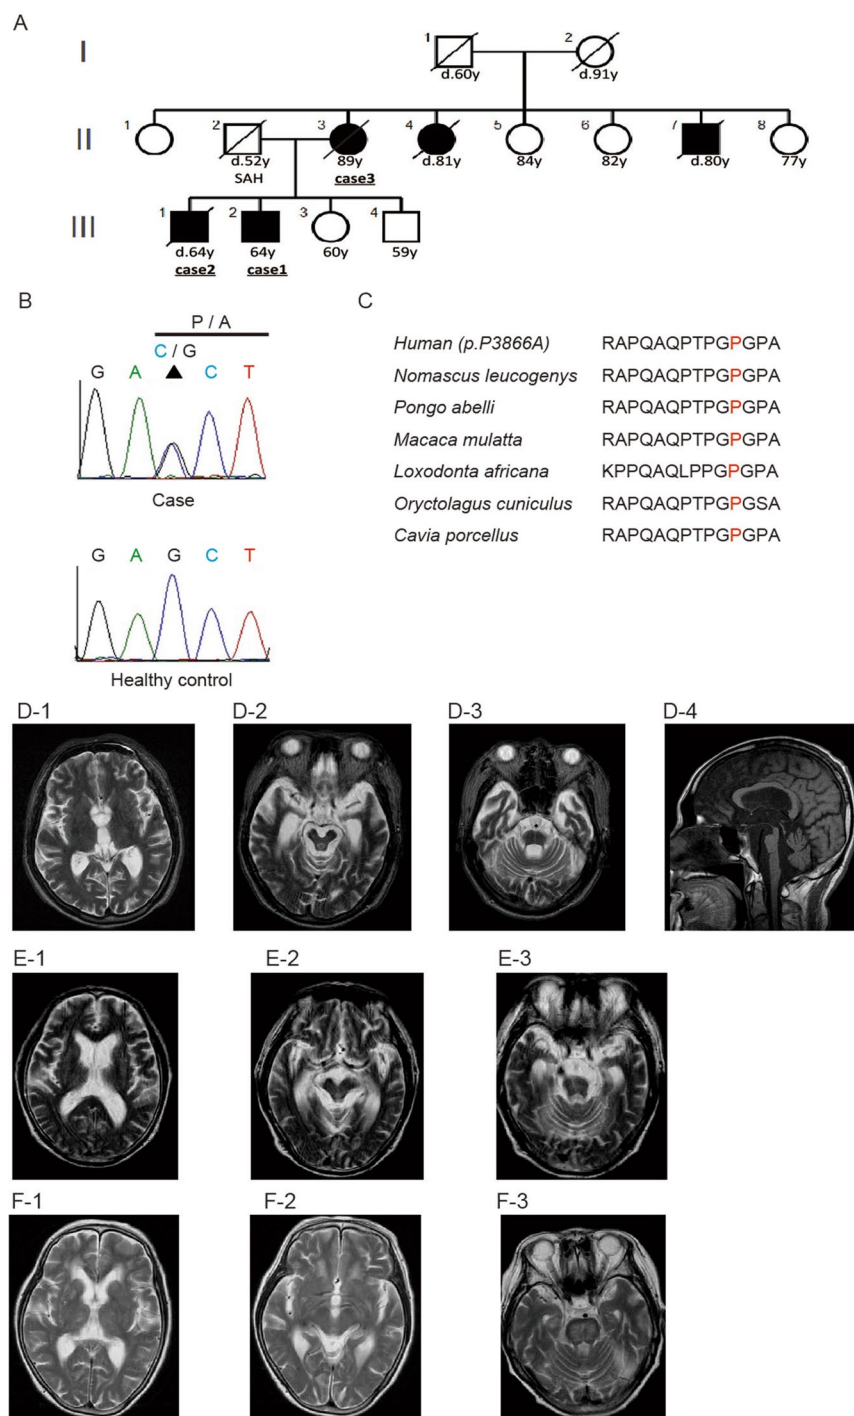 A
I
1
2
d.60y
d.91y
II
1
2
3
4
5
6
7
8
d.52y
89y
d.81y
84y
82y
d.80y
77y
SAH
case3
III
1
2
3
4
d.64y
64y
60y
59y
case2
case1
B
P / A
C / G
G A C T
Case
G A G C T
Healthy control
C
Human (p.P3866A) RAPQAQPTPGPGPA
Nomascus leucogenys RAPQAQPTPGPGPA
Pongo abelli RAPQAQPTPGPGPA
Macaca mulatta RAPQAQPTPGPGPA
Loxodonta africana KPPQAQLPPGPGPA
Oryctolagus cuniculus RAPQAQPTPGPGSA
Cavia porcellus RAPQAQPTPGPGPA
D-1 D-2 D-3 D-4
E-1 E-2 E-3
F-1 F-2 F-3